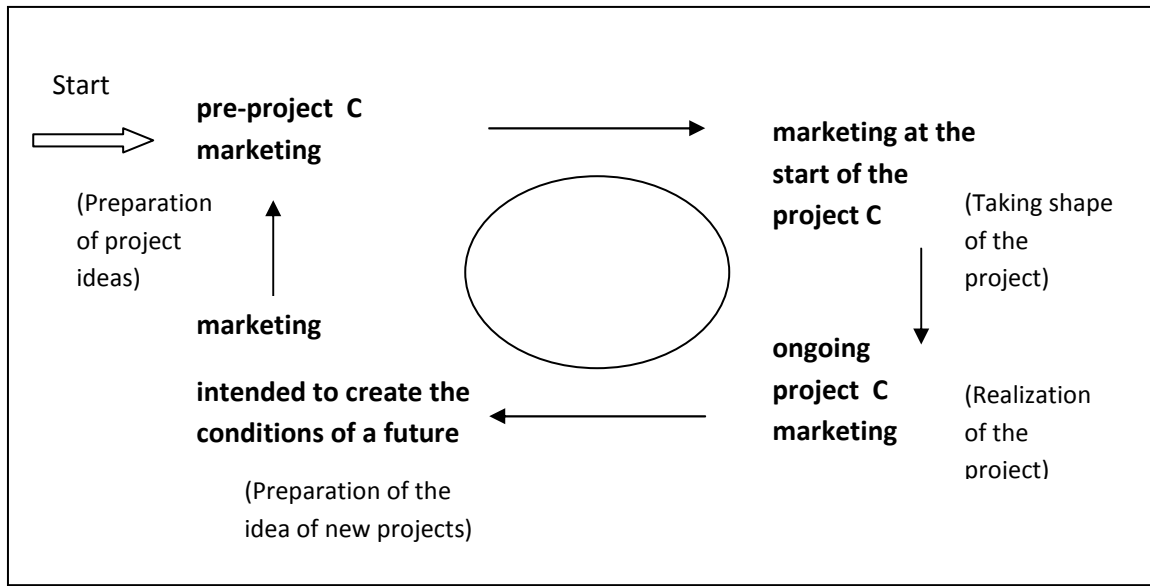 Start
pre-project C
marketing
(Preparation
of project
ideas)
marketing at the
start of the
project C
(Taking shape
of the
project)
ongoing
project C
marketing
(Realization
of the
project)
marketing
intended to create the
conditions of a future
(Preparation of the
idea of new projects)